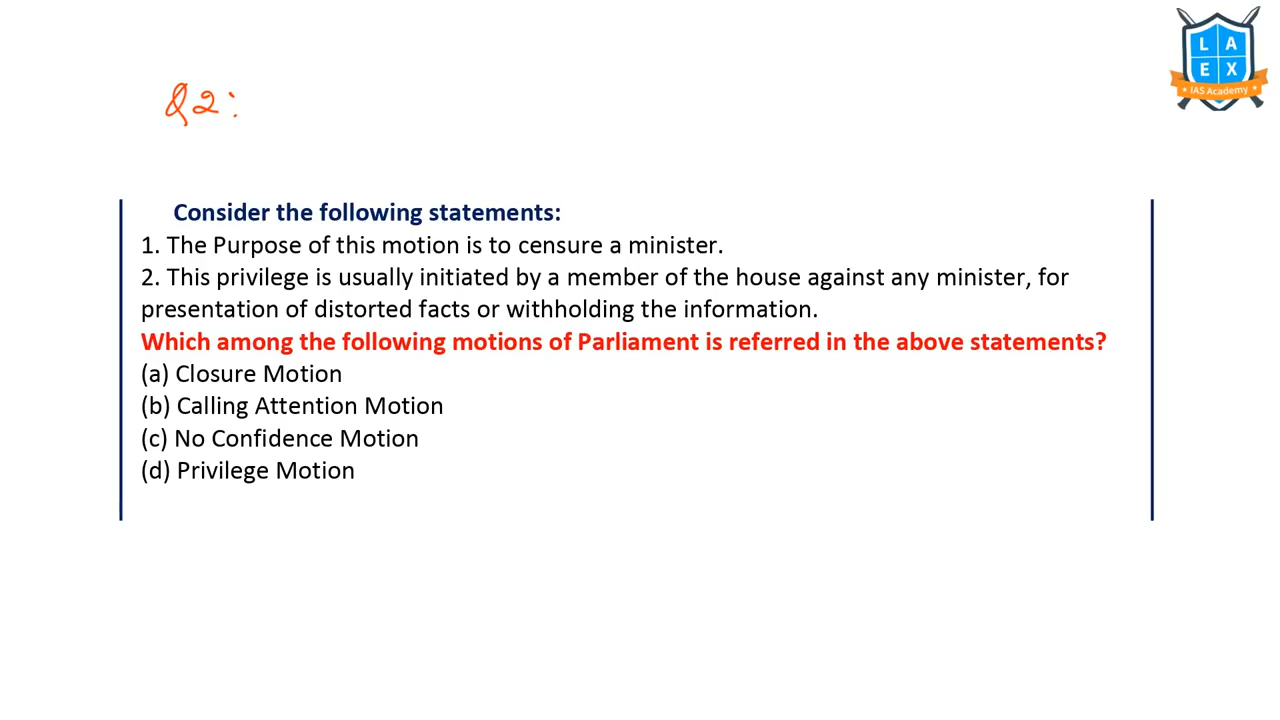 L A
E X
IAS Academy
Q2:
Consider the following statements:
1. The Purpose of this motion is to censure a minister.
2. This privilege is usually initiated by a member of the house against any minister, for
presentation of distorted facts or withholding the information.
Which among the following motions of Parliament is referred in the above statements?
(a) Closure Motion
(b) Calling Attention Motion
(c) No Confidence Motion
(d) Privilege Motion